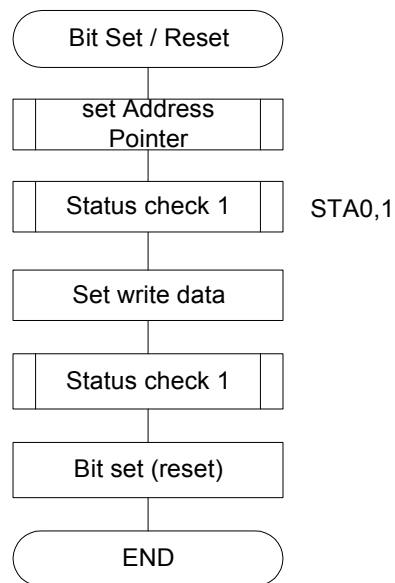 Bit Set / Reset
set Address
Pointer
Status check 1
STA0,1
Set write data
Status check 1
Bit set (reset)
END